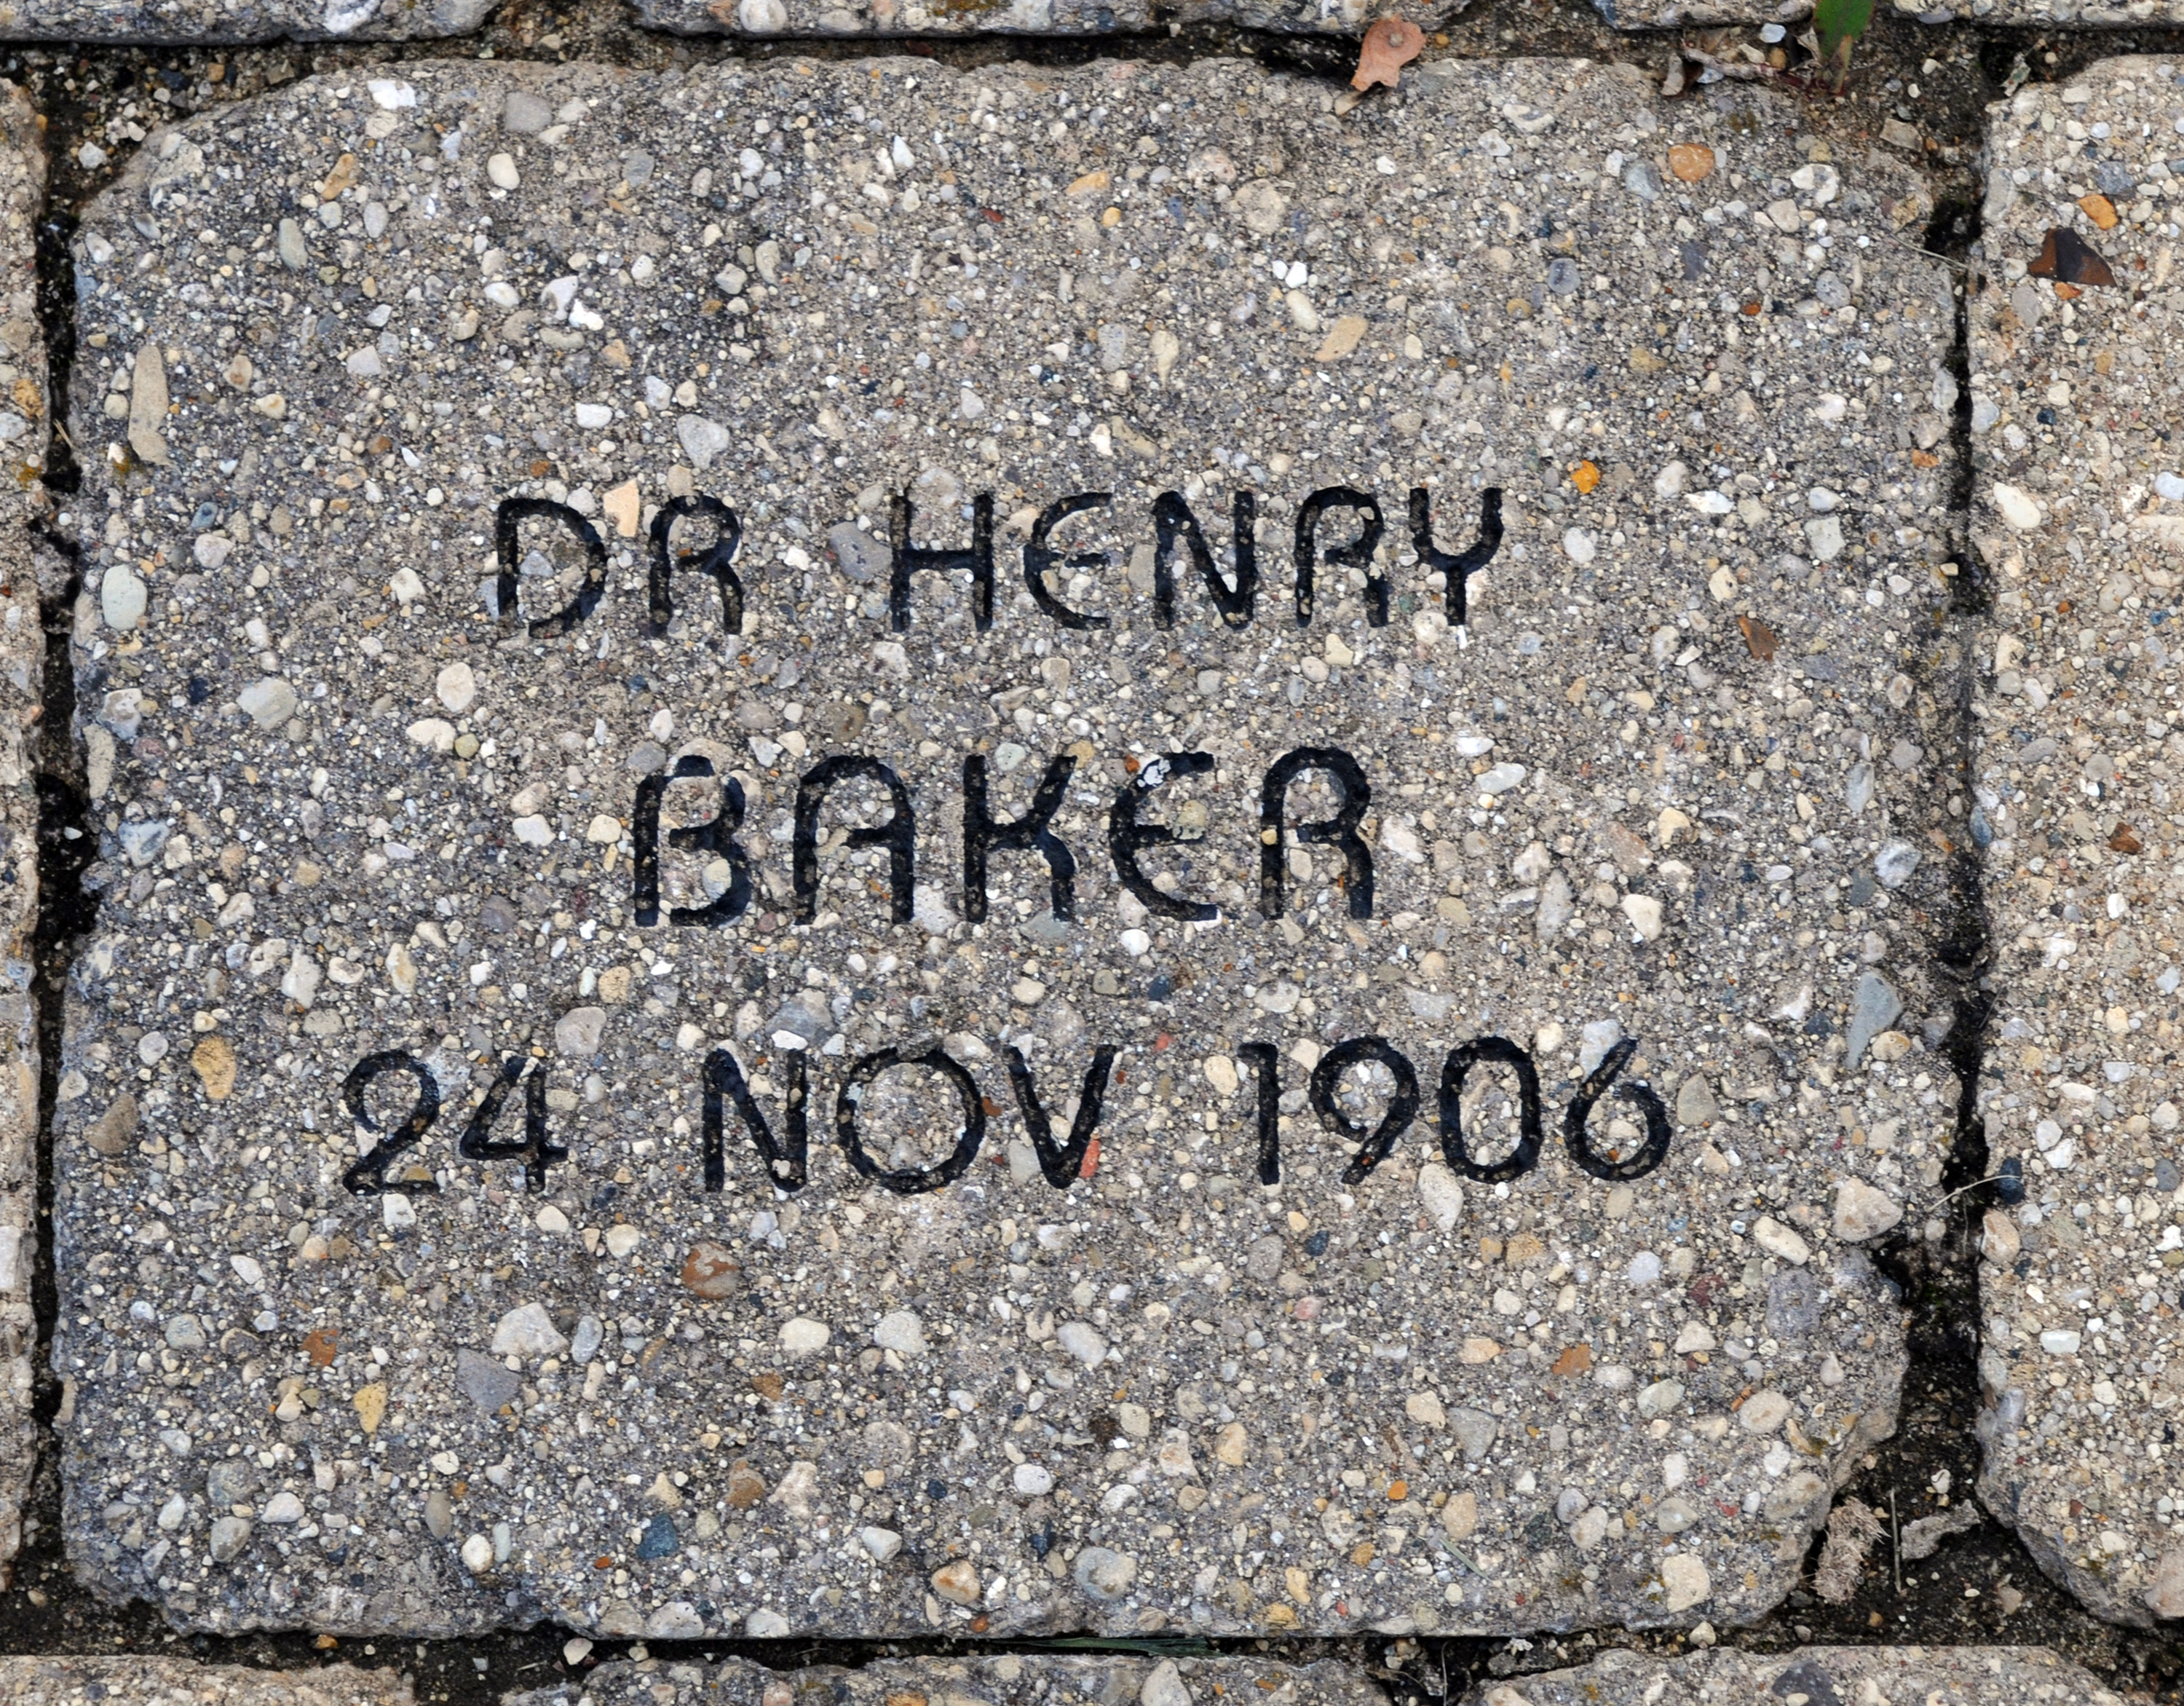 DR HENRY
BAKER
24 NOV 1906